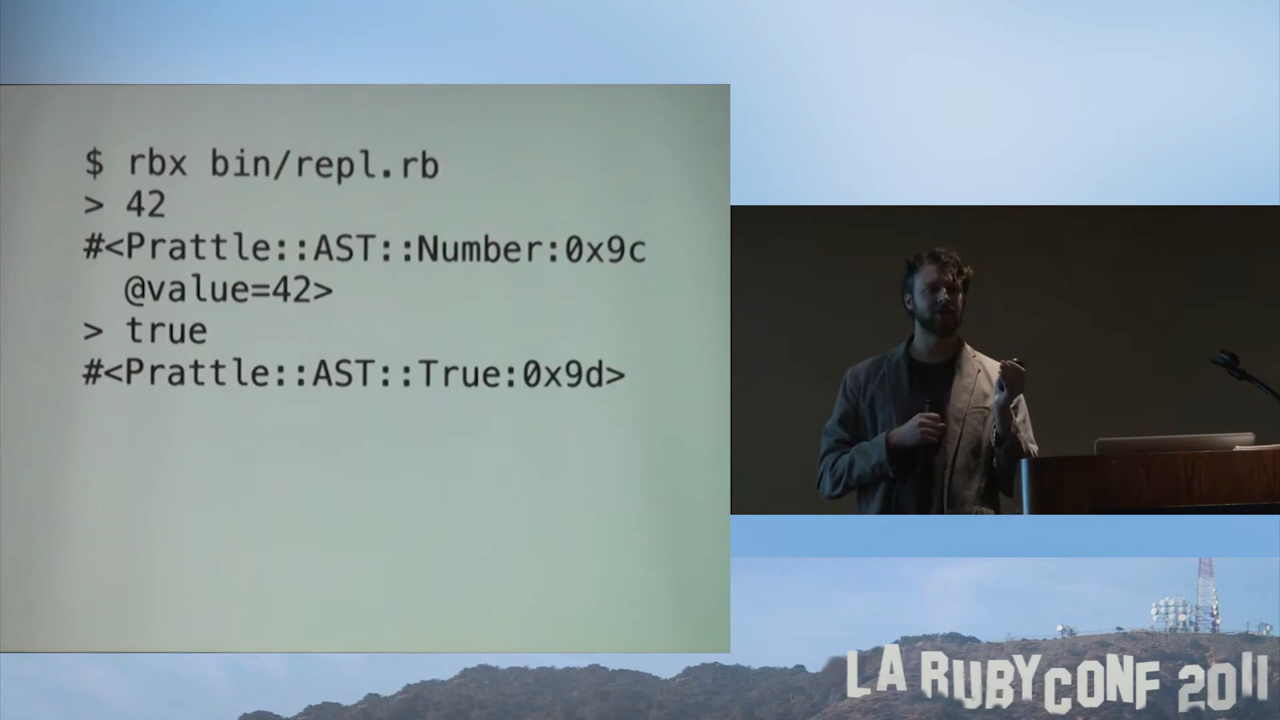 $ rbx bin/repl.rb
> 42
#<Prattle::AST::Number:0x9c
@value=42>
> true
#<Prattle::AST::True:0x9d>
LA RUBYCONF 2011